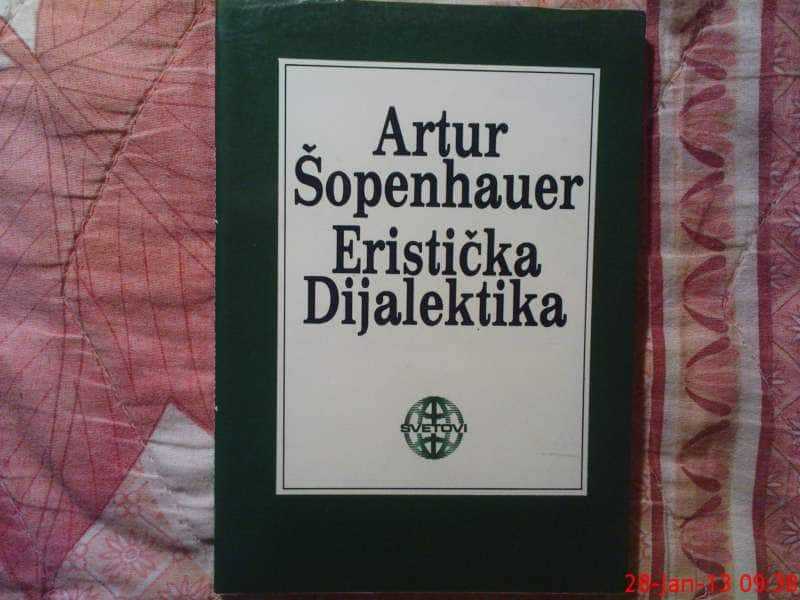 Artur
Šopenhauer
Eristička
Dijalektika
SVETOVI
28-jan-13 09:38